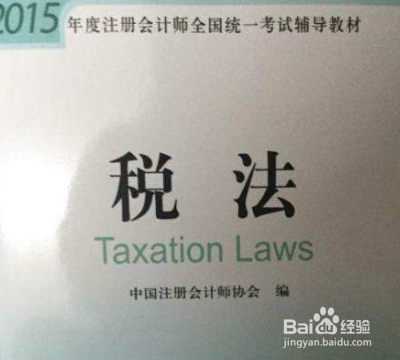 2015年度注册会计师全国统一考试辅导教材
税 法
Taxation Laws
中国注册会计师协会 编
Baidu经验
jingyan.baidu.com